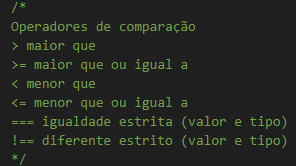 /*
Operadores de comparação
> maior que
>= maior que ou igual a
< menor que
<= menor que ou igual a
=== igualdade estrita (valor e tipo)
!== diferente estrito (valor e tipo)
*/